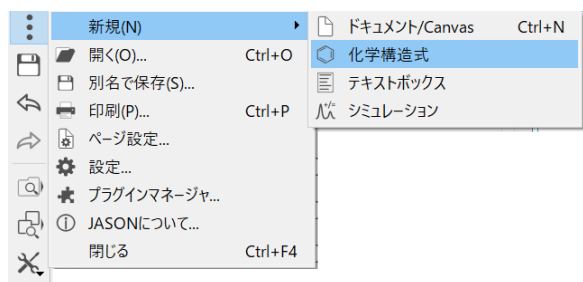 新規(N)
開く(O)... Ctrl+O
別名で保存(S)...
印刷(P)... Ctrl+P
ページ設定...
設定...
プラグインマネージャ...
JASONについて...
閉じる Ctrl+F4
ドキュメント/Canvas Ctrl+N
化学構造式
テキストボックス
シミュレーション